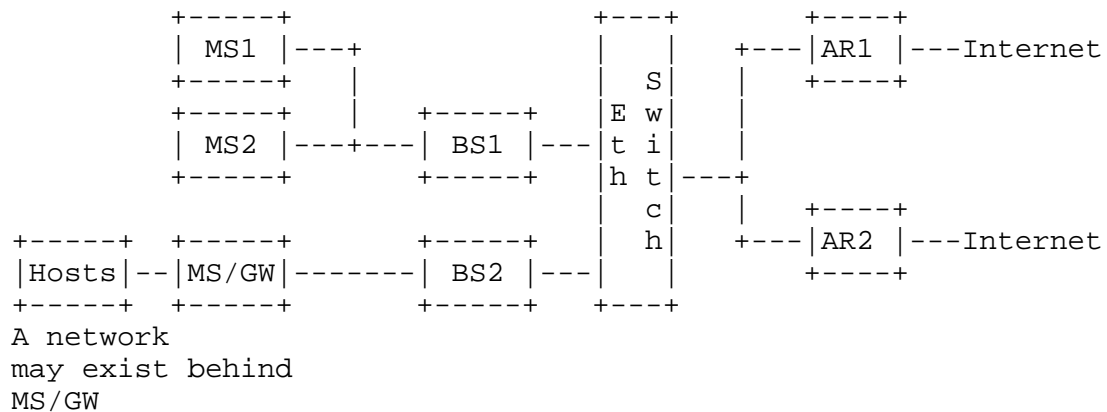 +-----+                    +---+       +----+
| MS1 |---+                |   |   +---|AR1 |---Internet
+-----+   |                |  S|   |   +----+
+-----+   |    +-----+     |E w|   |
| MS2 |---+---| BS1 |---|t i|   |
+-----+        +-----+     |h t|---+
|  c|   |   +----+
+-----+  +-----+        +-----+   |  h|   +---|AR2 |---Internet
|Hosts|--|MS/GW|-------| BS2 |---|   |       +----+
+-----+  +-----+        +-----+   +---+
A network
may exist behind
MS/GW